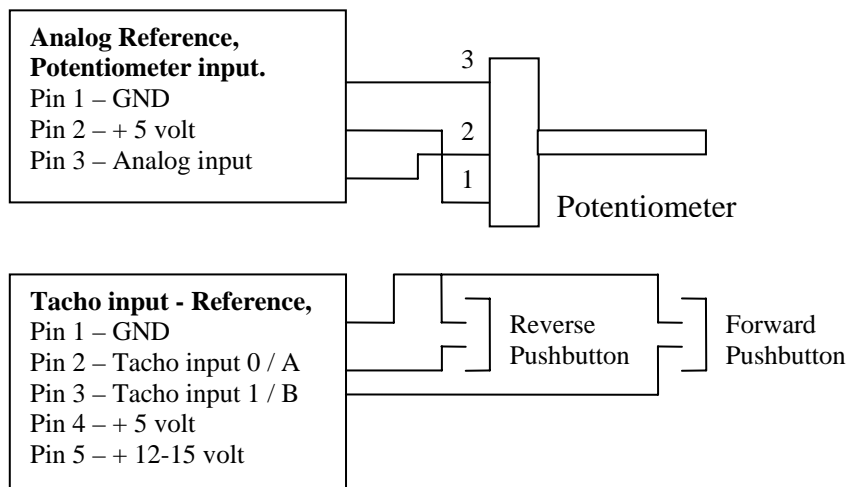 Analog Reference,
Potentiometer input.
Pin 1 – GND
Pin 2 – + 5 volt
Pin 3 – Analog input
3
2
1
Potentiometer
Tacho input - Reference,
Pin 1 – GND
Pin 2 – Tacho input 0 / A
Pin 3 – Tacho input 1 / B
Pin 4 – + 5 volt
Pin 5 – + 12-15 volt
Reverse
Pushbutton
Forward
Pushbutton